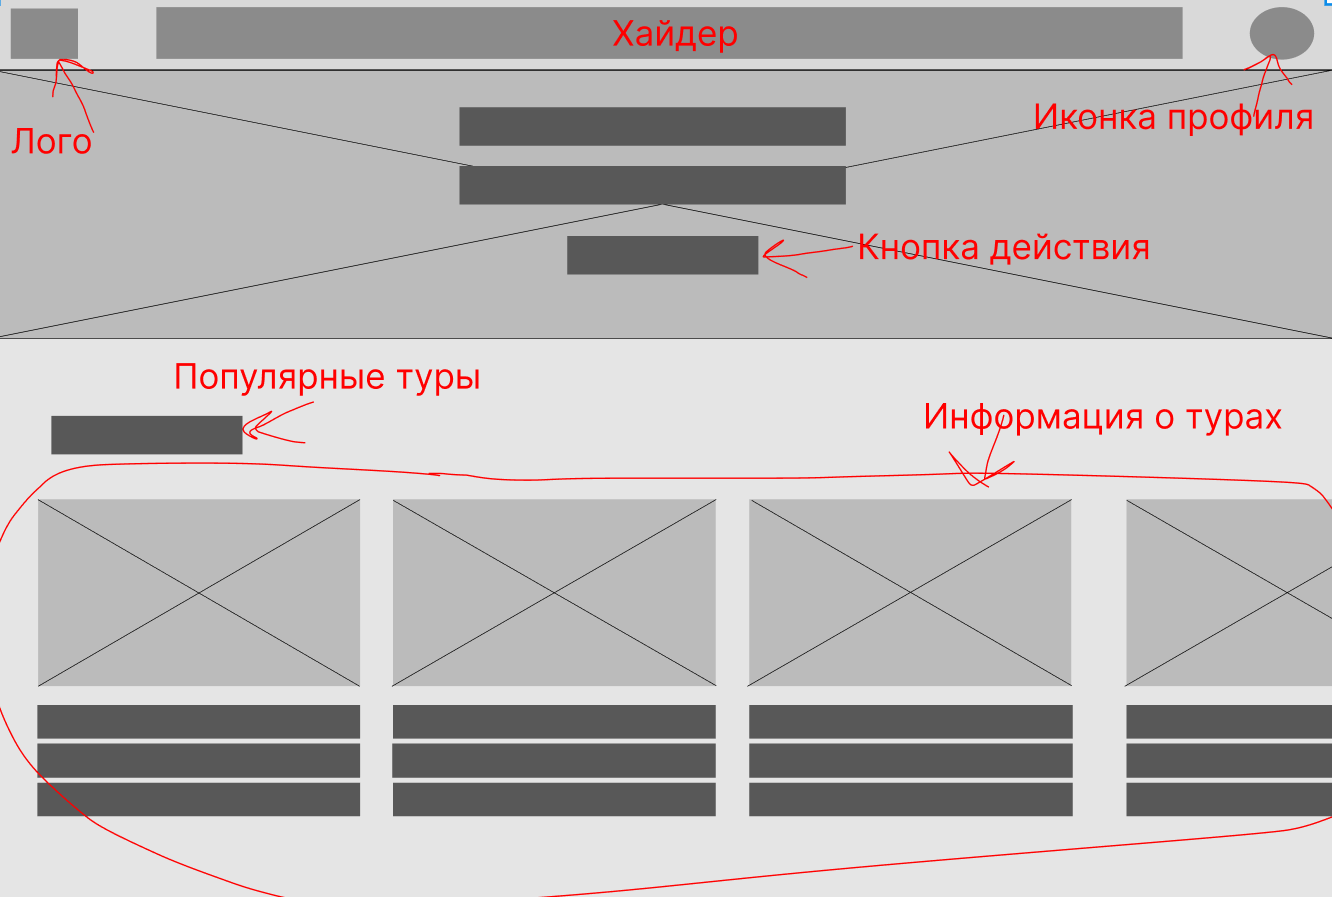 Хайдер
Иконка профиля
Лого
Кнопка действия
Популярные туры
Информация о турах